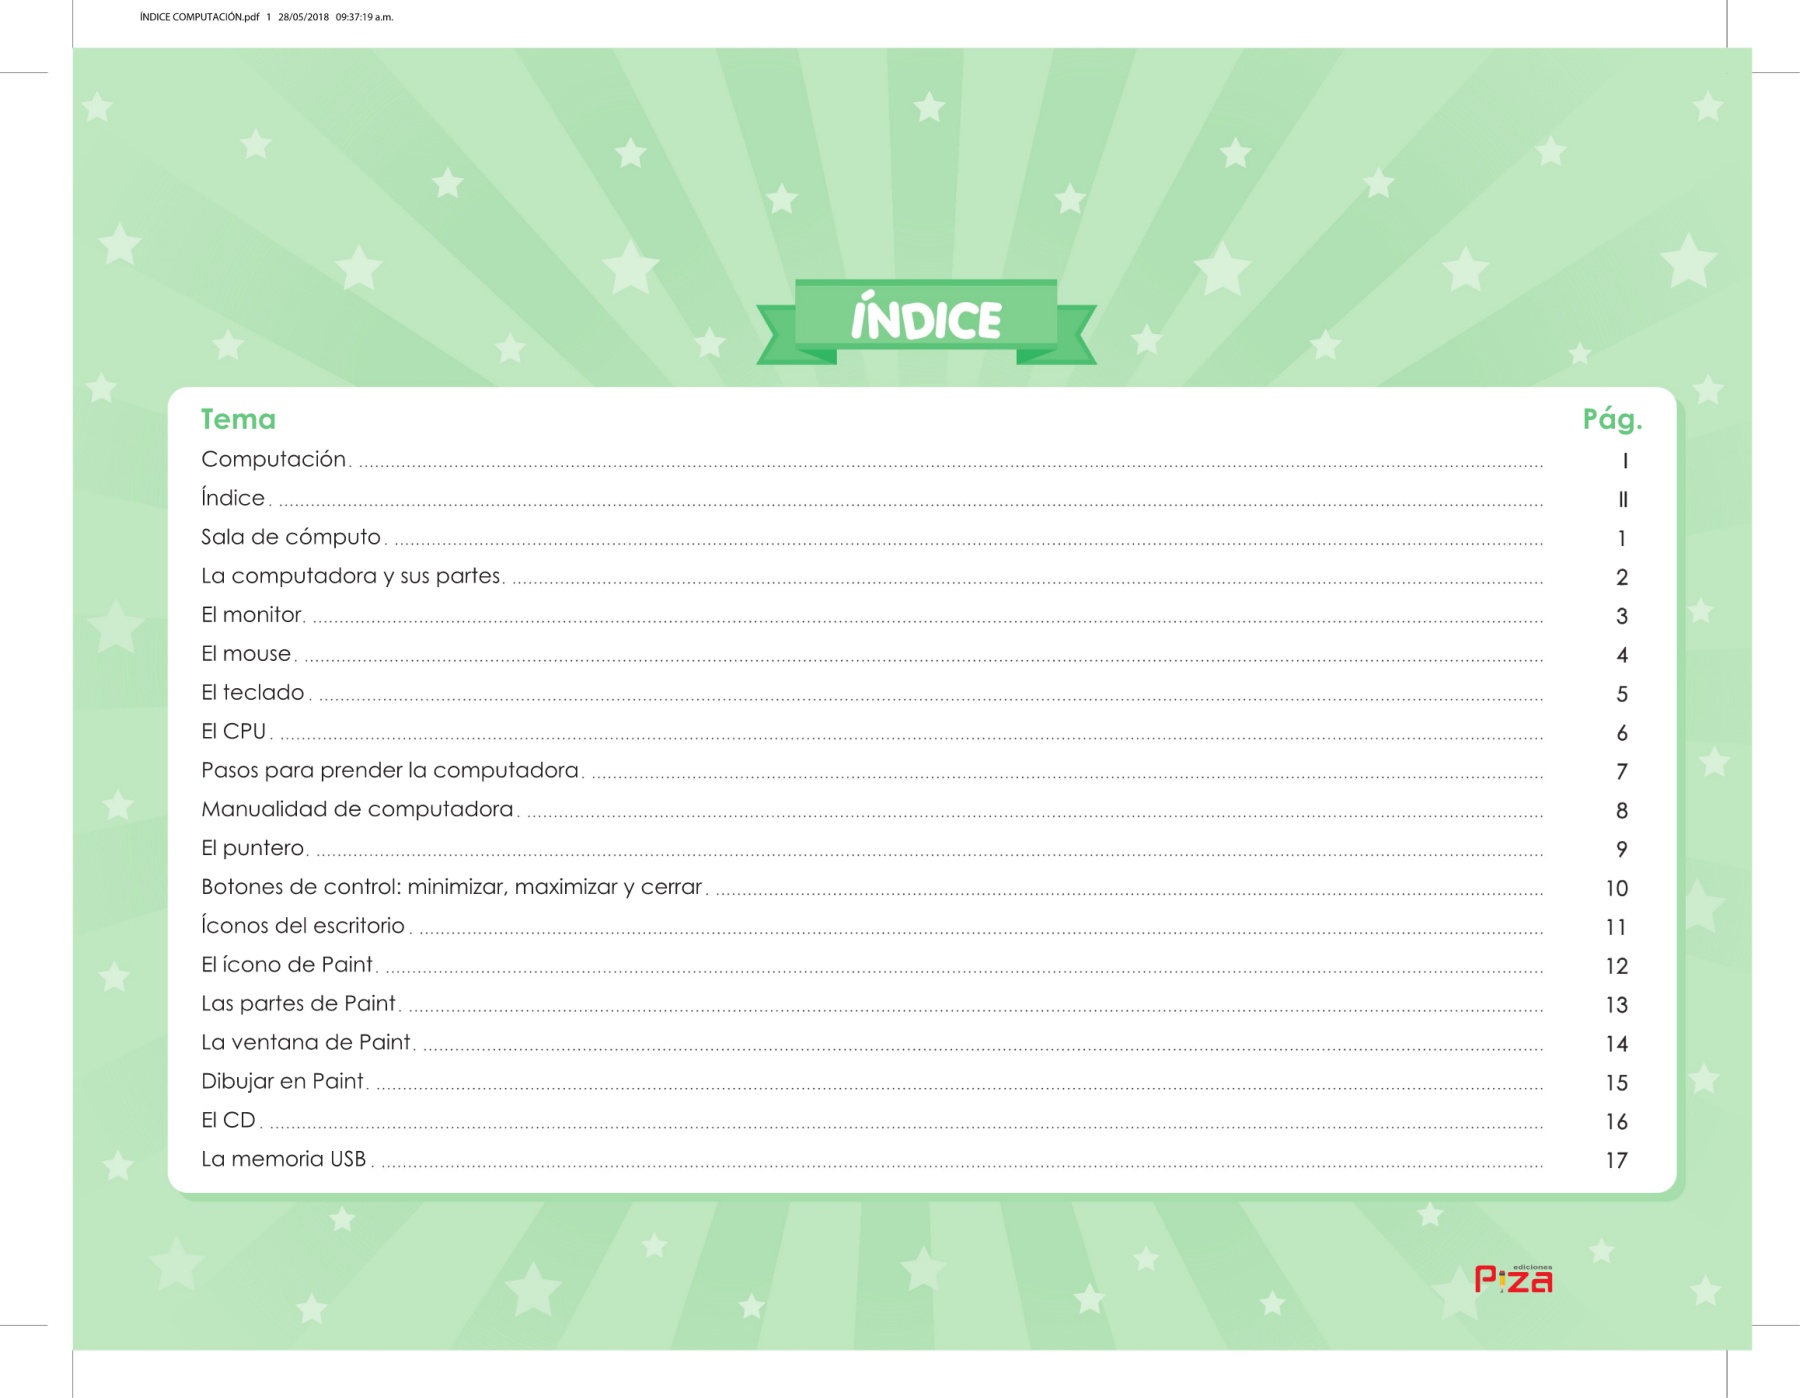 ÍNDICE COMPUTACIÓN.pdf 1 28/05/2018 09:37:19 a.m.
ÍNDICE
Tema Pág.
Computación. ........ I
Índice. ........ II
Sala de cómputo. ........ 1
La computadora y sus partes. ........ 2
El monitor. ........ 3
El mouse. ........ 4
El teclado. ........ 5
El CPU. ........ 6
Pasos para prender la computadora. ........ 7
Manualidad de computadora. ........ 8
El puntero. ........ 9
Botones de control: minimizar, maximizar y cerrar. ........ 10
Íconos del escritorio. ........ 11
El ícono de Paint. ........ 12
Las partes de Paint. ........ 13
La ventana de Paint. ........ 14
Dibujar en Paint. ........ 15
El CD. ........ 16
La memoria USB. ........ 17
ediciones
Piza